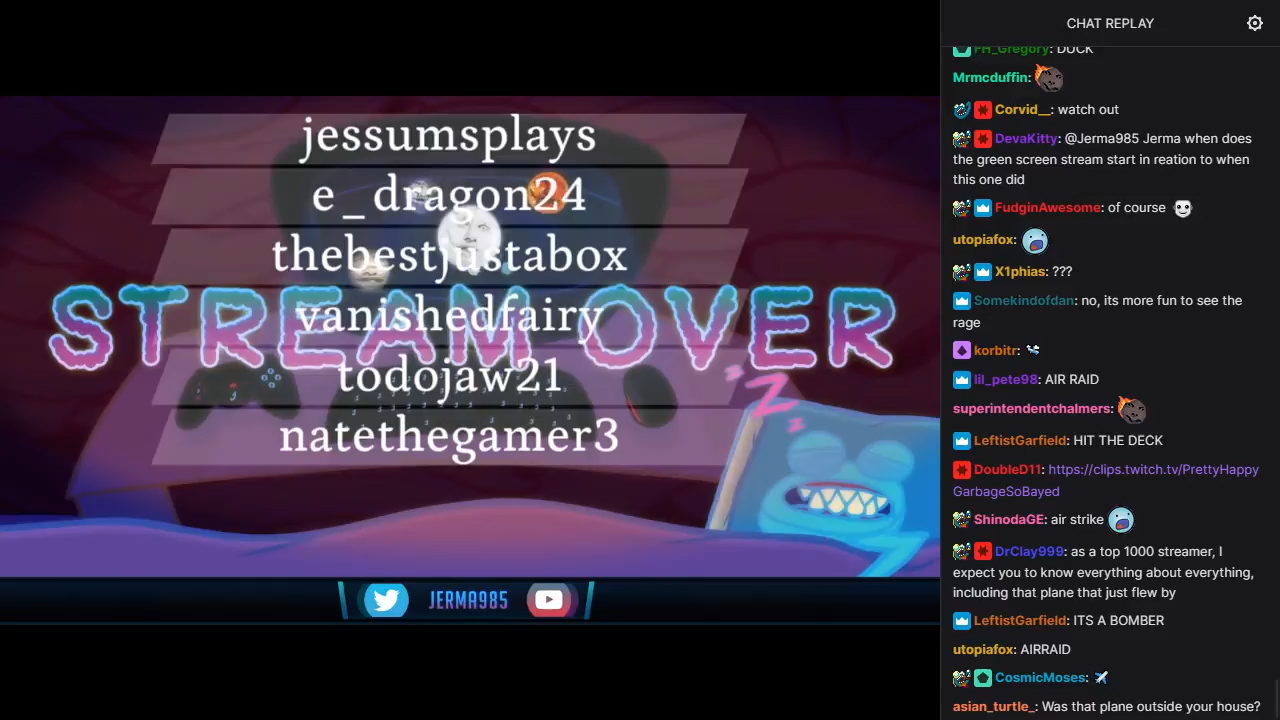 jessumsplays
e_dragon24
thebestjustabox
vanishedfairy
todojaw21
natethegamer3
STREAM OVER
z
Z
z
JERMA985
CHAT REPLAY
FH_Gregory: DUCK
Mrmcduffin:
Corvid__: watch out
DevaKitty: @Jerma985 Jerma when does
the green screen stream start in reation to when
this one did
FudginAwesome: of course
utopiafox:
X1phias: ???
Somekindofdan: no, its more fun to see the
rage
korbitr:
lil_pete98: AIR RAID
superintendentchalmers:
LeftistGarfield: HIT THE DECK
DoubleD11: https://clips.twitch.tv/PrettyHappy
GarbageSoBayed
ShinodaGE: air strike
DrClay999: as a top 1000 streamer, I
expect you to know everything about everything,
including that plane that just flew by
LeftistGarfield: ITS A BOMBER
utopiafox: AIRRAID
CosmicMoses:
asian_turtle_: Was that plane outside your house?